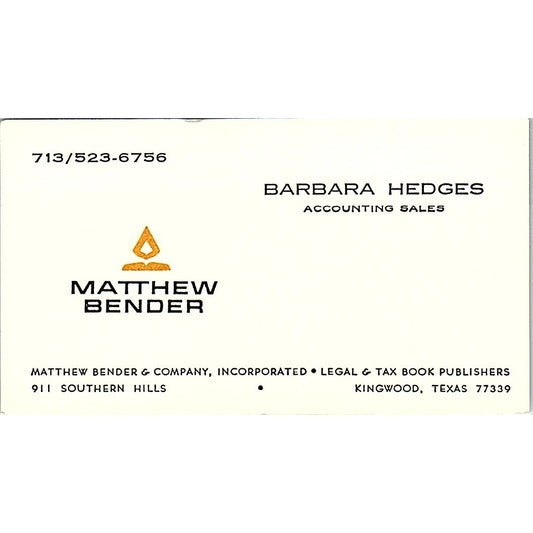 713/523-6756
BARBARA HEDGES
ACCOUNTING SALES
MATTHEW
BENDER
MATTHEW BENDER & COMPANY, INCORPORATED • LEGAL & TAX BOOK PUBLISHERS
911 SOUTHERN HILLS • KINGWOOD, TEXAS 77339